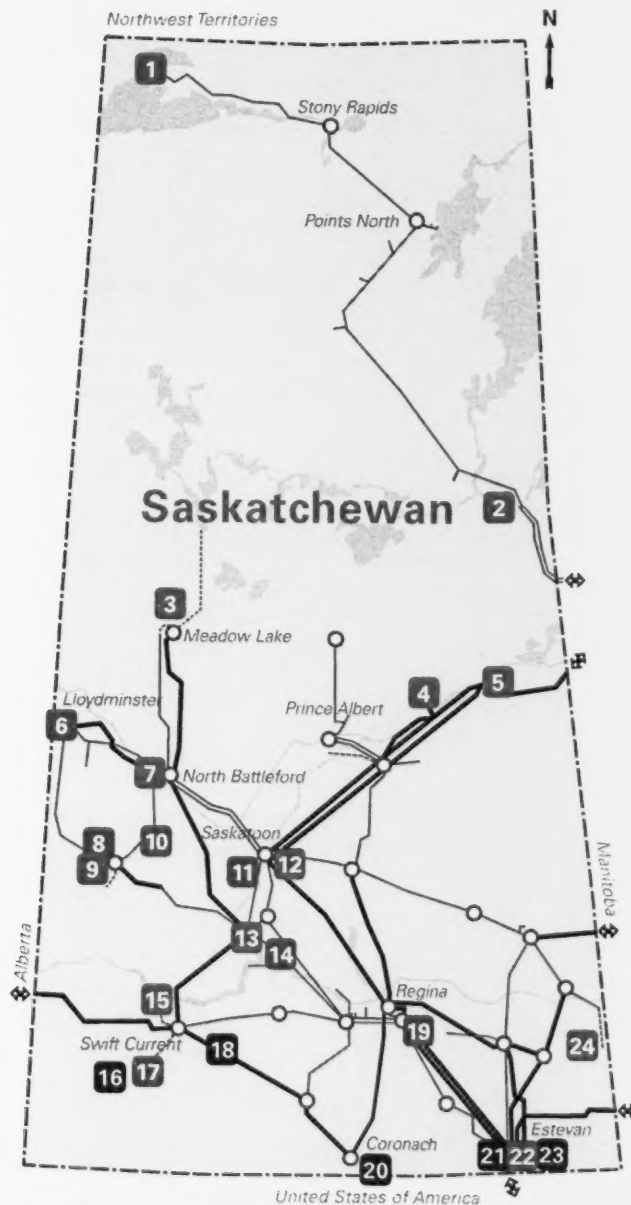 Northwest Territories
N
1
Stony Rapids
Points North
Saskatchewan
2
3
Meadow Lake
4
5
Prince Albert
Lloydminster
6
7
North Battleford
8
9
10
Saskatoon
11
12
Manitoba
13
14
Alberta
15
Regina
Swift Current
16
17
18
19
24
Coronach
20
Estevan
21
22
23
United States of America